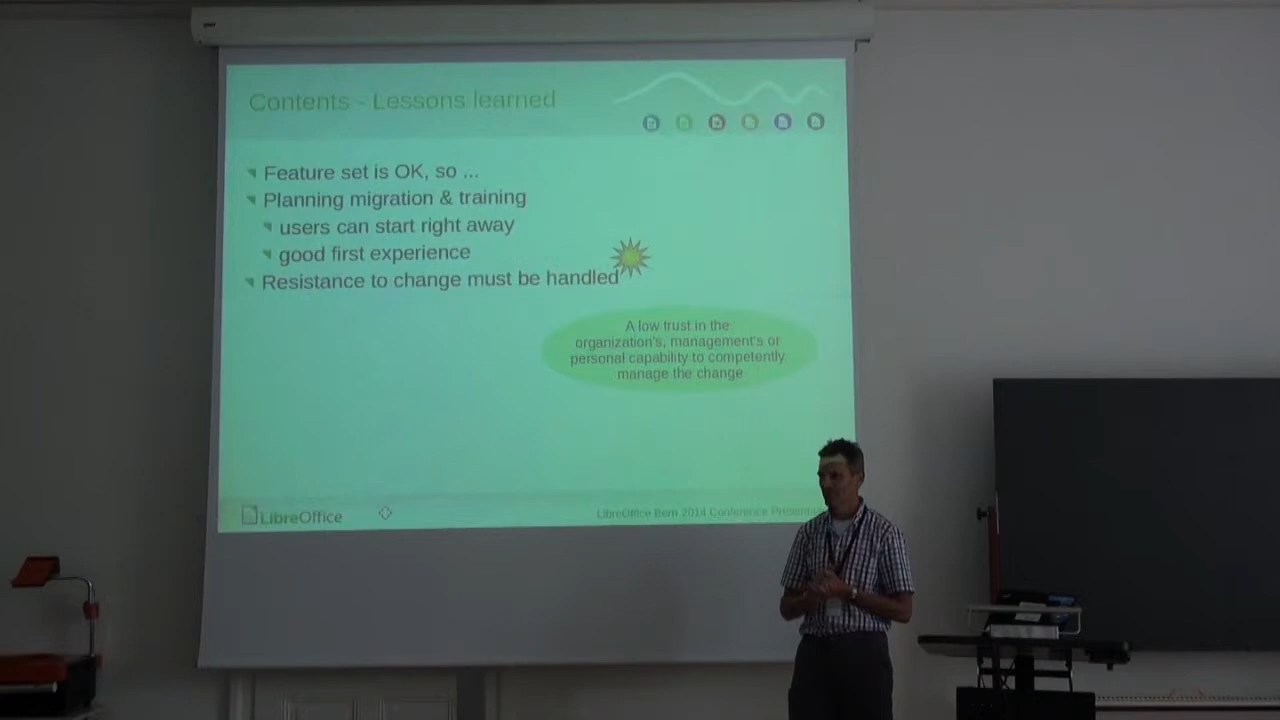 Contents - Lessons learned
Feature set is OK, so ...
Planning migration & training
users can start right away
good first experience
Resistance to change must be handled
A low trust in the
organization's, management's or
personal capability to competently
manage the change
LibreOffice
LibreOffice Bern 2014 Conference